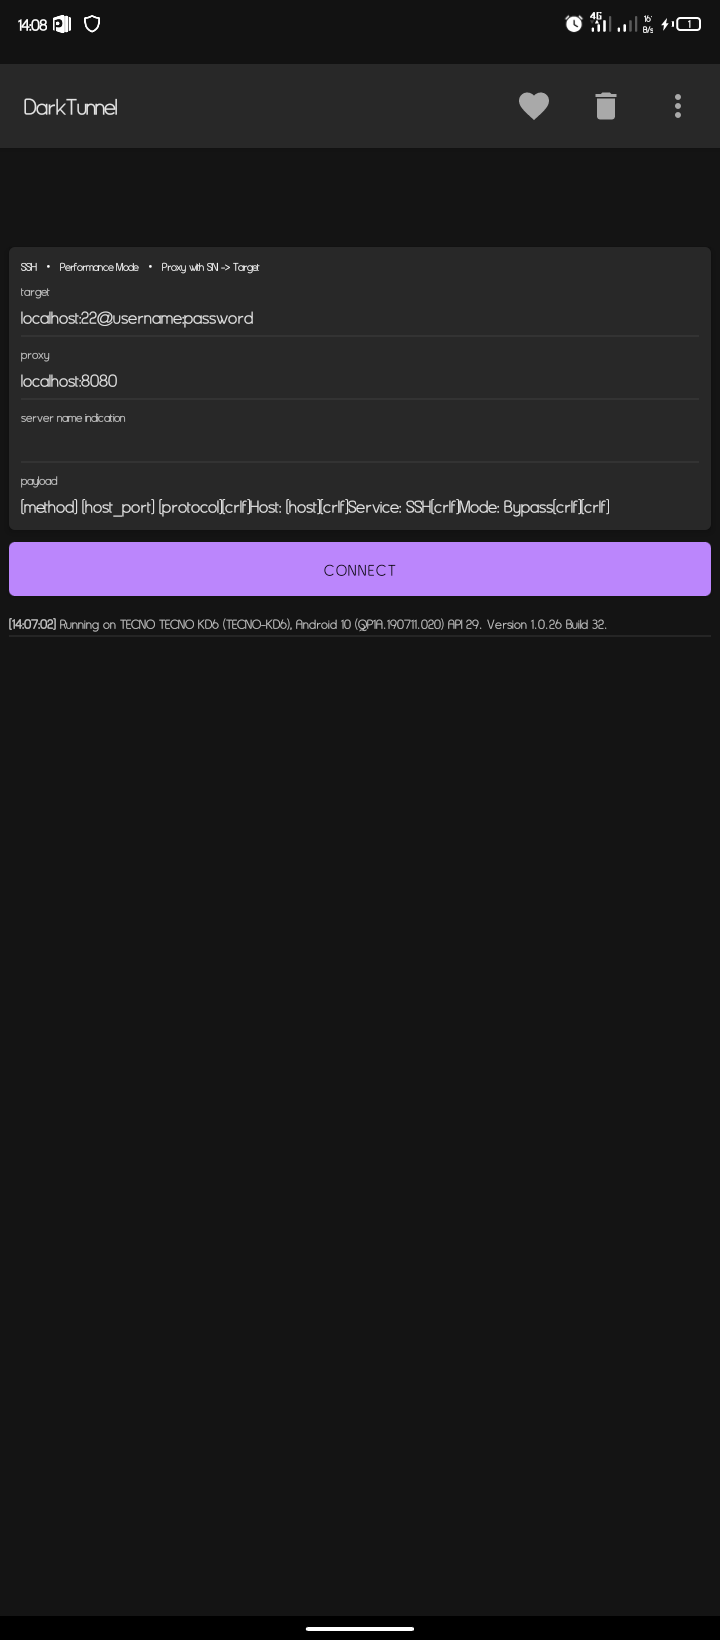 14:08
4G 16 B/s 1
DarkTunnel
SSH • Performance Mode • Proxy with SNI -> Target
target
localhost:22@username:password
proxy
localhost:8080
server name indication
payload
[method] [host_port] [protocol][crlf]Host: [host][crlf]Service: SSH[crlf]Mode: Bypass[crlf][crlf]
CONNECT
[14:07:02] Running on TECNO TECNO KD6 (TECNO-KD6), Android 10 (QP1A.190711.020) API 29. Version 1.0.26 Build 32.